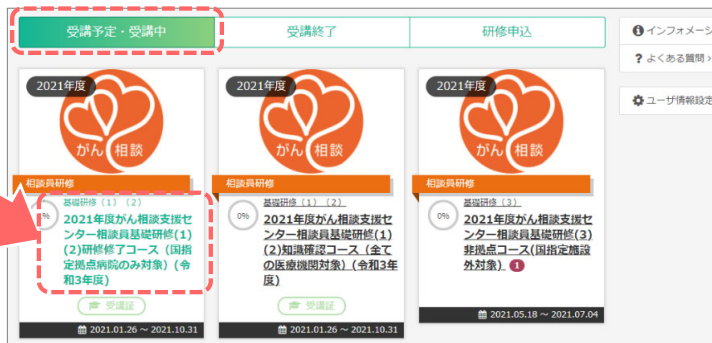 受講予定・受講中
受講終了
研修申込
インフォメーシ
よくある質問 ›
ユーザ情報設定
2021年度
がん 相談
相談員研修
基礎研修（1）（2）
%
2021年度がん相談支援セ
ンター相談員基礎研修(1)
(2)研修修了コース（国指
定拠点病院のみ対象）(令
和3年度)
受講証
2021.01.26 ～ 2021.10.31
2021年度
がん 相談
相談員研修
基礎研修（1）（2）
0%
2021年度がん相談支援セ
ンター相談員基礎研修(1)
(2)知識確認コース（全て
の医療機関対象）(令和3年
度)
受講証
2021.01.26 ～ 2021.10.31
2021年度
がん 相談
相談員研修
基礎研修（3）
0%
2021年度がん相談支援セ
ンター相談員基礎研修(3)
非拠点コース(国指定施設
外対象) 1
2021.05.18 ～ 2021.07.04